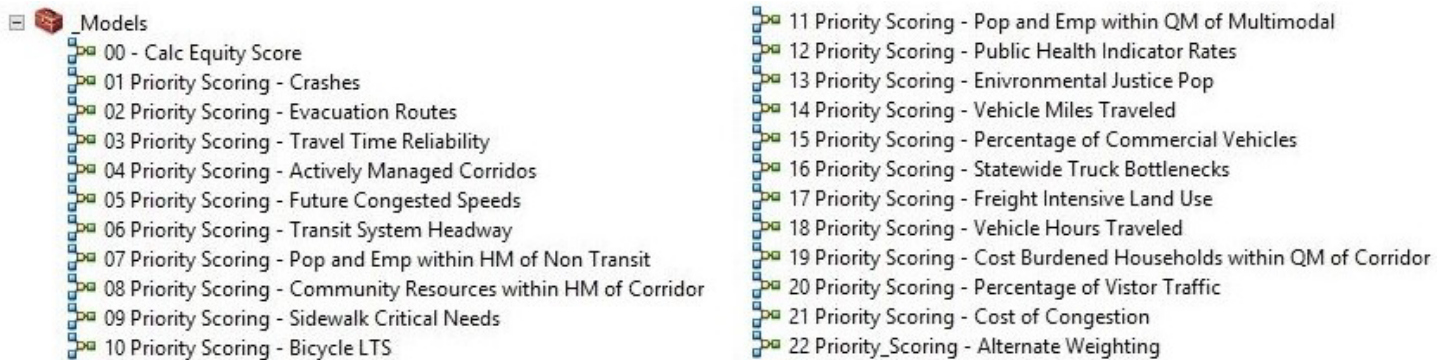 _Models
00 - Calc Equity Score
01 Priority Scoring - Crashes
02 Priority Scoring - Evacuation Routes
03 Priority Scoring - Travel Time Reliability
04 Priority Scoring - Actively Managed Corridos
05 Priority Scoring - Future Congested Speeds
06 Priority Scoring - Transit System Headway
07 Priority Scoring - Pop and Emp within HM of Non Transit
08 Priority Scoring - Community Resources within HM of Corridor
09 Priority Scoring - Sidewalk Critical Needs
10 Priority Scoring - Bicycle LTS
11 Priority Scoring - Pop and Emp within QM of Multimodal
12 Priority Scoring - Public Health Indicator Rates
13 Priority Scoring - Enivronmental Justice Pop
14 Priority Scoring - Vehicle Miles Traveled
15 Priority Scoring - Percentage of Commercial Vehicles
16 Priority Scoring - Statewide Truck Bottlenecks
17 Priority Scoring - Freight Intensive Land Use
18 Priority Scoring - Vehicle Hours Traveled
19 Priority Scoring - Cost Burdened Households within QM of Corridor
20 Priority Scoring - Percentage of Vistor Traffic
21 Priority Scoring - Cost of Congestion
22 Priority_Scoring - Alternate Weighting